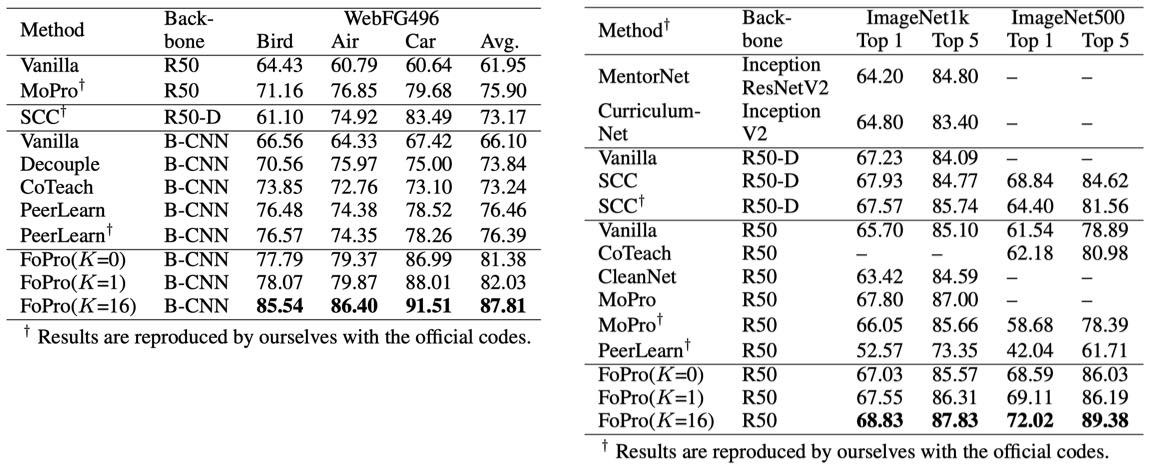 Method Back-bone WebFG496
Bird Air Car Avg.
Vanilla R50 64.43 60.79 60.64 61.95
MoPro† R50 71.16 76.85 79.68 75.90
SCC† R50-D 61.10 74.92 83.49 73.17
Vanilla B-CNN 66.56 64.33 67.42 66.10
Decouple B-CNN 70.56 75.97 75.00 73.84
CoTeach B-CNN 73.85 72.76 73.10 73.24
PeerLearn B-CNN 76.48 74.38 78.52 76.46
PeerLearn† B-CNN 76.57 74.35 78.26 76.39
FoPro(K=0) B-CNN 77.79 79.37 86.99 81.38
FoPro(K=1) B-CNN 78.07 79.87 88.01 82.03
FoPro(K=16) B-CNN 85.54 86.40 91.51 87.81
† Results are reproduced by ourselves with the official codes.
Method† Back-bone ImageNet1k ImageNet500
Top 1 Top 5 Top 1 Top 5
MentorNet Inception ResNetV2 64.20 84.80 – –
Curriculum-Net Inception V2 64.80 83.40 – –
Vanilla R50-D 67.23 84.09 – –
SCC R50-D 67.93 84.77 68.84 84.62
SCC† R50-D 67.57 85.74 64.40 81.56
Vanilla R50 65.70 85.10 61.54 78.89
CoTeach R50 – – 62.18 80.98
CleanNet R50 63.42 84.59 – –
MoPro R50 67.80 87.00 – –
MoPro† R50 66.05 85.66 58.68 78.39
PeerLearn† R50 52.57 73.35 42.04 61.71
FoPro(K=0) R50 67.03 85.57 68.59 86.03
FoPro(K=1) R50 67.55 86.31 69.11 86.19
FoPro(K=16) R50 68.83 87.83 72.02 89.38
† Results are reproduced by ourselves with the official codes.